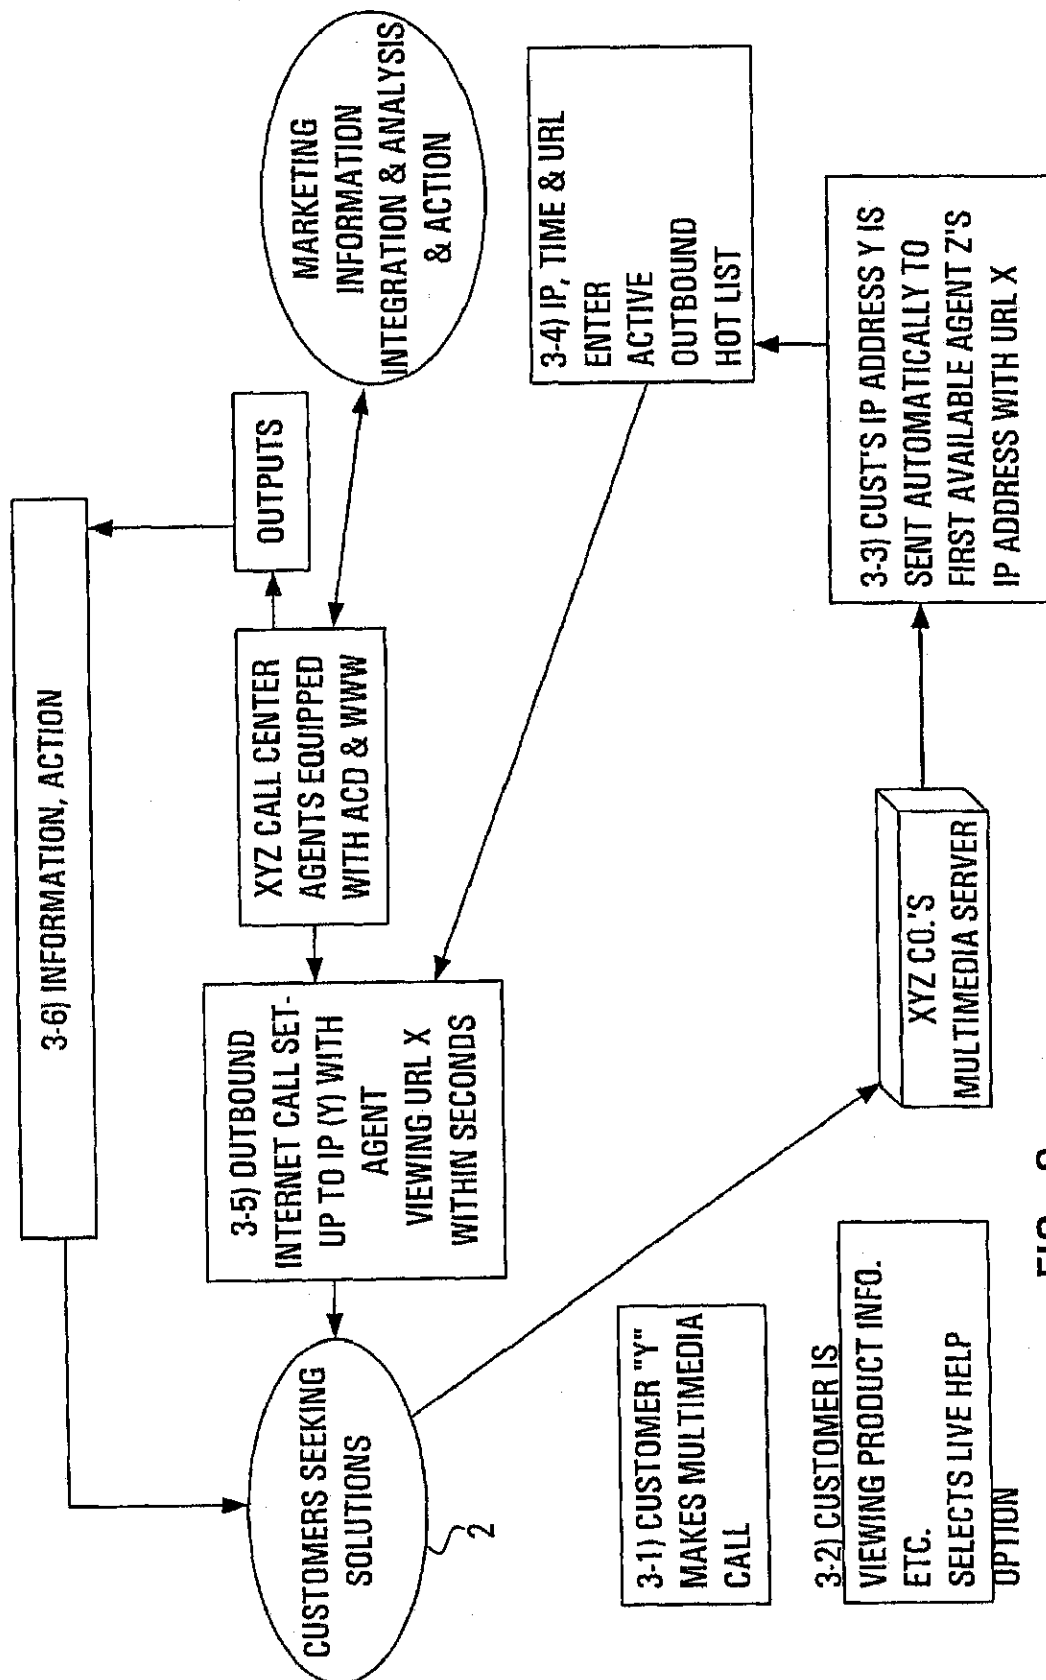 3-6) INFORMATION, ACTION
OUTPUTS
MARKETING
INFORMATION
INTEGRATION & ANALYSIS
& ACTION
XYZ CALL CENTER
AGENTS EQUIPPED
WITH ACD & WWW
3-5) OUTBOUND
INTERNET CALL SET-
UP TO IP (Y) WITH
AGENT
VIEWING URL X
WITHIN SECONDS
3-4) IP, TIME & URL
ENTER
ACTIVE
OUTBOUND
HOT LIST
CUSTOMERS SEEKING
SOLUTIONS
2
3-1) CUSTOMER "Y"
MAKES MULTIMEDIA
CALL
3-2) CUSTOMER IS
VIEWING PRODUCT INFO.
ETC.
SELECTS LIVE HELP
OPTION
XYZ CO.'S
MULTIMEDIA SERVER
3-3) CUST'S IP ADDRESS Y IS
SENT AUTOMATICALLY TO
FIRST AVAILABLE AGENT Z'S
IP ADDRESS WITH URL X